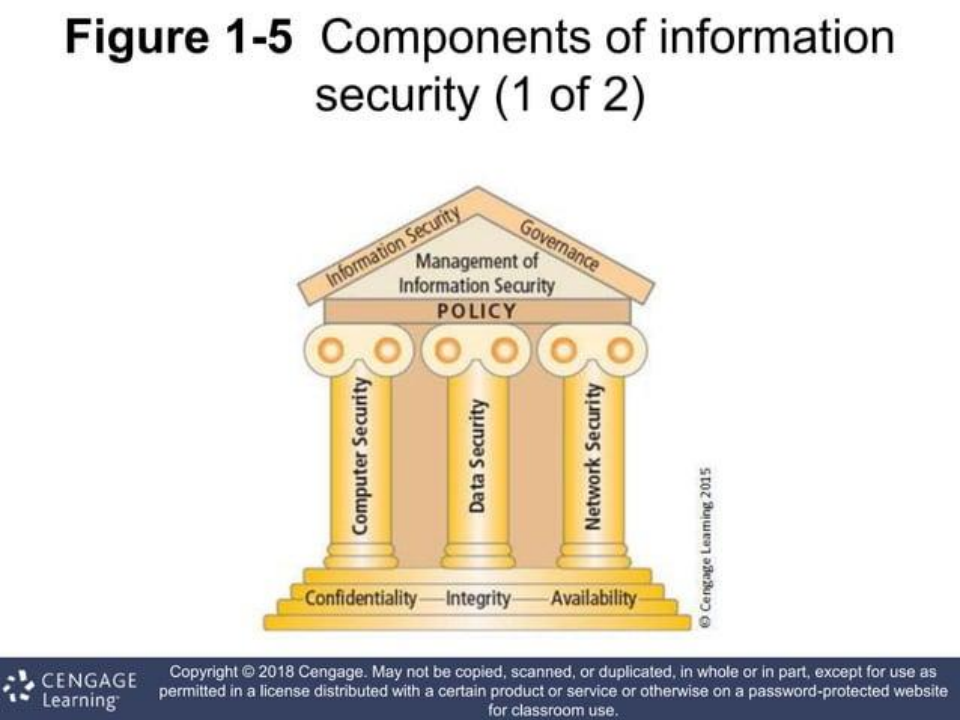 Figure 1-5 Components of information
security (1 of 2)
Information Security
Governance
Management of
Information Security
POLICY
Computer Security
Data Security
Network Security
Confidentiality Integrity Availability
© Cengage Learning 2015
CENGAGE
Learning
Copyright © 2018 Cengage. May not be copied, scanned, or duplicated, in whole or in part, except for use as
permitted in a license distributed with a certain product or service or otherwise on a password-protected website
for classroom use.